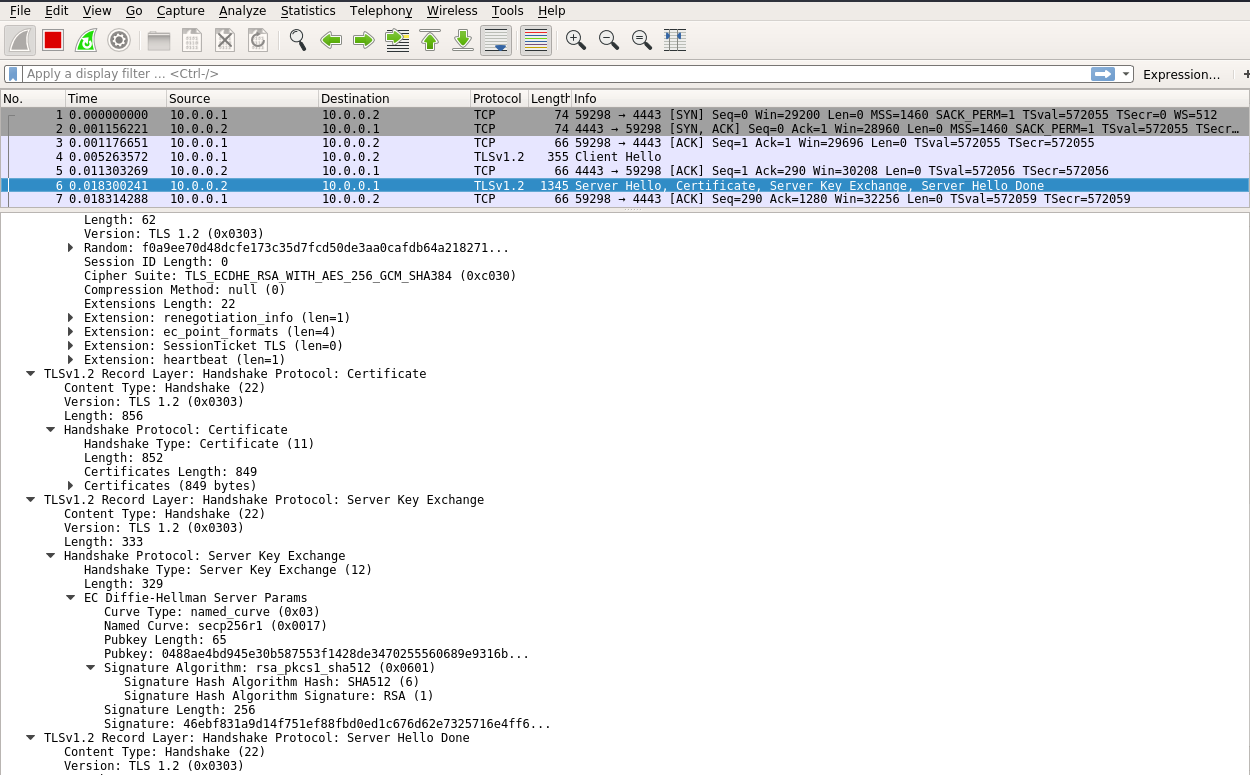 File Edit View Go Capture Analyze Statistics Telephony Wireless Tools Help
Apply a display filter ... <Ctrl-/> Expression... +
No. Time Source Destination Protocol Length Info
1 0.000000000 10.0.0.1 10.0.0.2 TCP 74 59298 → 4443 [SYN] Seq=0 Win=29200 Len=0 MSS=1460 SACK_PERM=1 TSval=572055 TSecr=0 WS=512
2 0.001156221 10.0.0.2 10.0.0.1 TCP 74 4443 → 59298 [SYN, ACK] Seq=0 Ack=1 Win=28960 Len=0 MSS=1460 SACK_PERM=1 TSval=572055 TSecr…
3 0.001176651 10.0.0.1 10.0.0.2 TCP 66 59298 → 4443 [ACK] Seq=1 Ack=1 Win=29696 Len=0 TSval=572055 TSecr=572055
4 0.005263572 10.0.0.1 10.0.0.2 TLSv1.2 355 Client Hello
5 0.011303269 10.0.0.2 10.0.0.1 TCP 66 4443 → 59298 [ACK] Seq=1 Ack=290 Win=30208 Len=0 TSval=572056 TSecr=572056
6 0.018300241 10.0.0.2 10.0.0.1 TLSv1.2 1345 Server Hello, Certificate, Server Key Exchange, Server Hello Done
7 0.018314288 10.0.0.1 10.0.0.2 TCP 66 59298 → 4443 [ACK] Seq=290 Ack=1280 Win=32256 Len=0 TSval=572059 TSecr=572059
Length: 62
Version: TLS 1.2 (0x0303)
Random: f0a9ee70d48dcfe173c35d7fcd50de3aa0cafdb64a218271...
Session ID Length: 0
Cipher Suite: TLS_ECDHE_RSA_WITH_AES_256_GCM_SHA384 (0xc030)
Compression Method: null (0)
Extensions Length: 22
Extension: renegotiation_info (len=1)
Extension: ec_point_formats (len=4)
Extension: SessionTicket TLS (len=0)
Extension: heartbeat (len=1)
TLSv1.2 Record Layer: Handshake Protocol: Certificate
Content Type: Handshake (22)
Version: TLS 1.2 (0x0303)
Length: 856
Handshake Protocol: Certificate
Handshake Type: Certificate (11)
Length: 852
Certificates Length: 849
Certificates (849 bytes)
TLSv1.2 Record Layer: Handshake Protocol: Server Key Exchange
Content Type: Handshake (22)
Version: TLS 1.2 (0x0303)
Length: 333
Handshake Protocol: Server Key Exchange
Handshake Type: Server Key Exchange (12)
Length: 329
EC Diffie-Hellman Server Params
Curve Type: named_curve (0x03)
Named Curve: secp256r1 (0x0017)
Pubkey Length: 65
Pubkey: 0488ae4bd945e30b587553f1428de3470255560689e9316b...
Signature Algorithm: rsa_pkcs1_sha512 (0x0601)
Signature Hash Algorithm Hash: SHA512 (6)
Signature Hash Algorithm Signature: RSA (1)
Signature Length: 256
Signature: 46ebf831a9d14f751ef88fbd0ed1c676d62e7325716e4ff6...
TLSv1.2 Record Layer: Handshake Protocol: Server Hello Done
Content Type: Handshake (22)
Version: TLS 1.2 (0x0303)